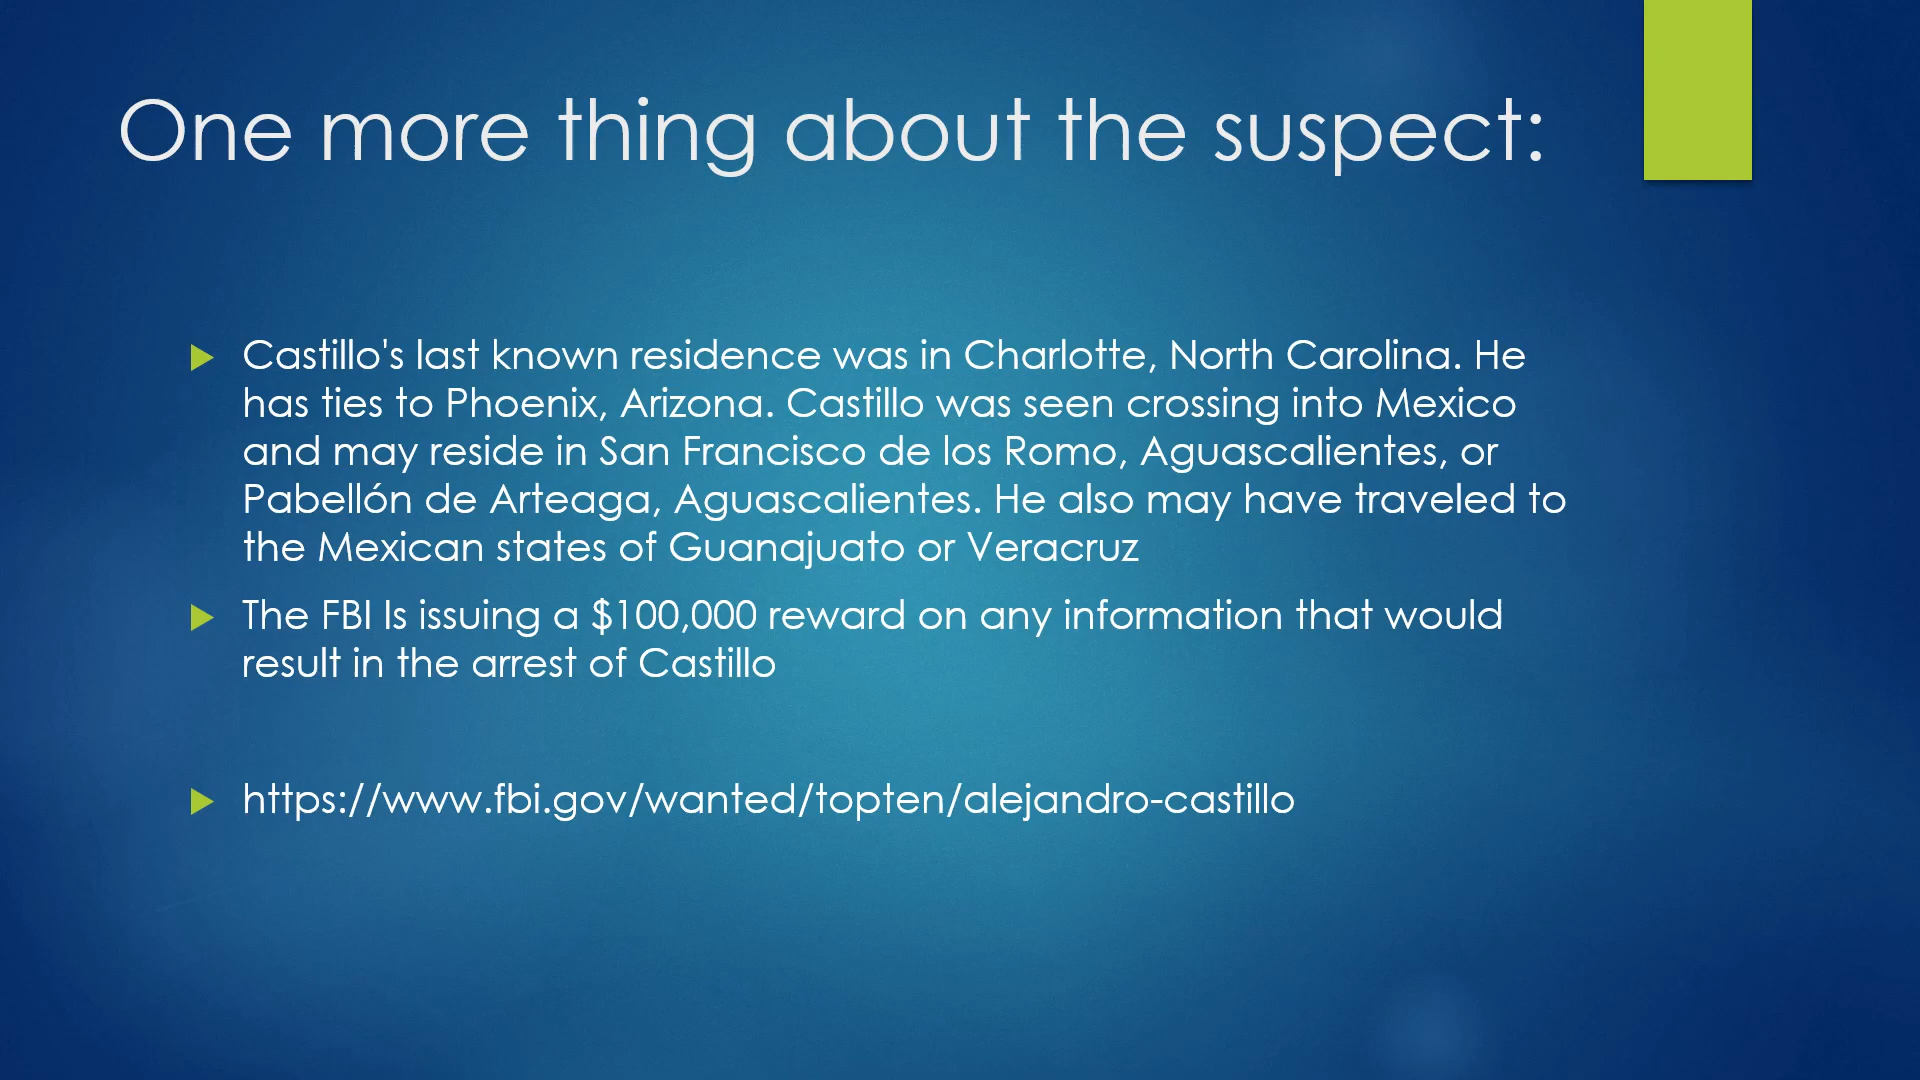 One more thing about the suspect:
Castillo's last known residence was in Charlotte, North Carolina. He
has ties to Phoenix, Arizona. Castillo was seen crossing into Mexico
and may reside in San Francisco de los Romo, Aguascalientes, or
Pabellón de Arteaga, Aguascalientes. He also may have traveled to
the Mexican states of Guanajuato or Veracruz
The FBI Is issuing a $100,000 reward on any information that would
result in the arrest of Castillo
https://www.fbi.gov/wanted/topten/alejandro-castillo